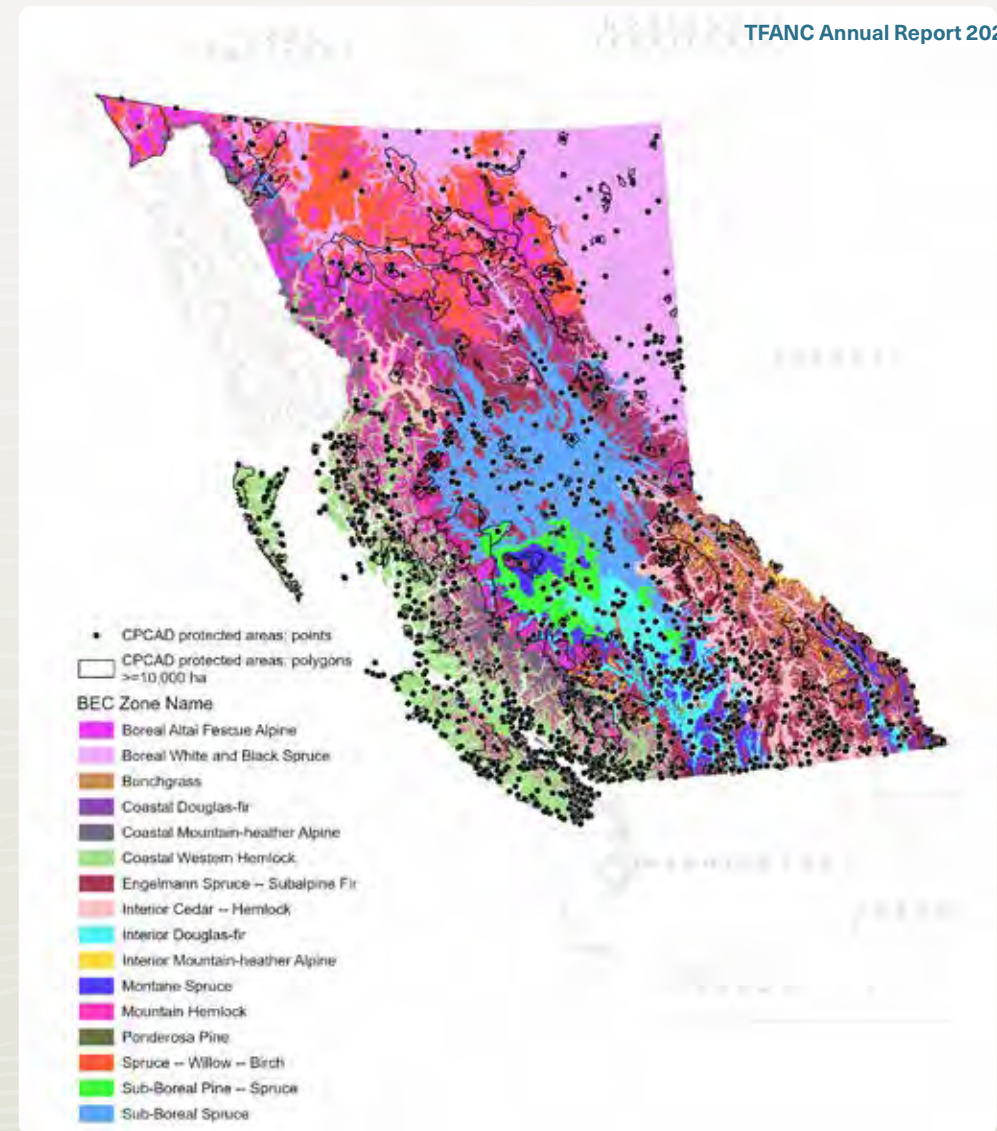 TFANC Annual Report 202
CPCAD protected areas: points
CPCAD protected areas: polygons
>=10,000 ha
BEC Zone Name
Boreal Altai Fescue Alpine
Boreal White and Black Spruce
Bunchgrass
Coastal Douglas-fir
Coastal Mountain-heather Alpine
Coastal Western Hemlock
Engelmann Spruce -- Subalpine Fir
Interior Cedar -- Hemlock
Interior Douglas-fir
Interior Mountain-heather Alpine
Montane Spruce
Mountain Hemlock
Ponderosa Pine
Spruce -- Willow -- Birch
Sub-Boreal Pine -- Spruce
Sub-Boreal Spruce